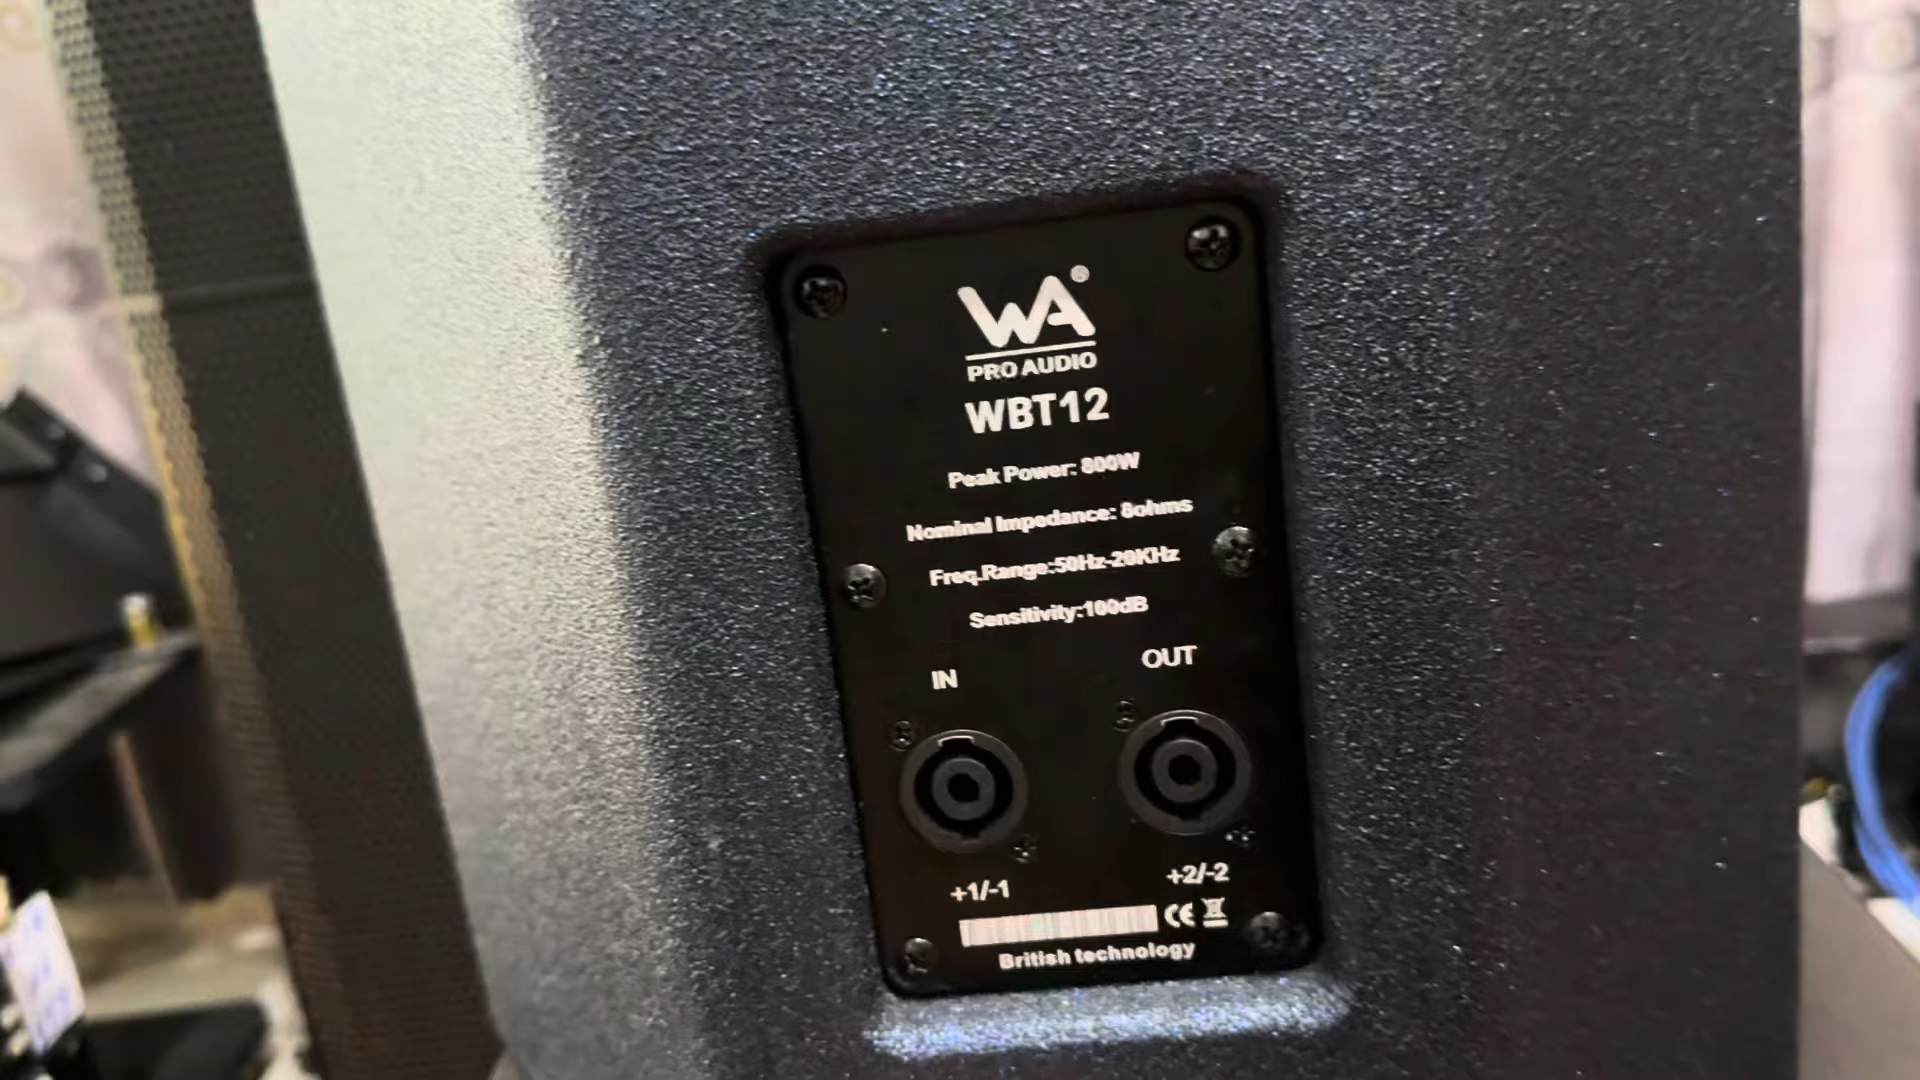 WA®
PRO AUDIO
WBT12
Peak Power: 800W
Nominal Impedance: 8ohms
Freq.Range:50Hz-20KHz
Sensitivity:100dB
IN
OUT
+1/-1
+2/-2
CE
British technology